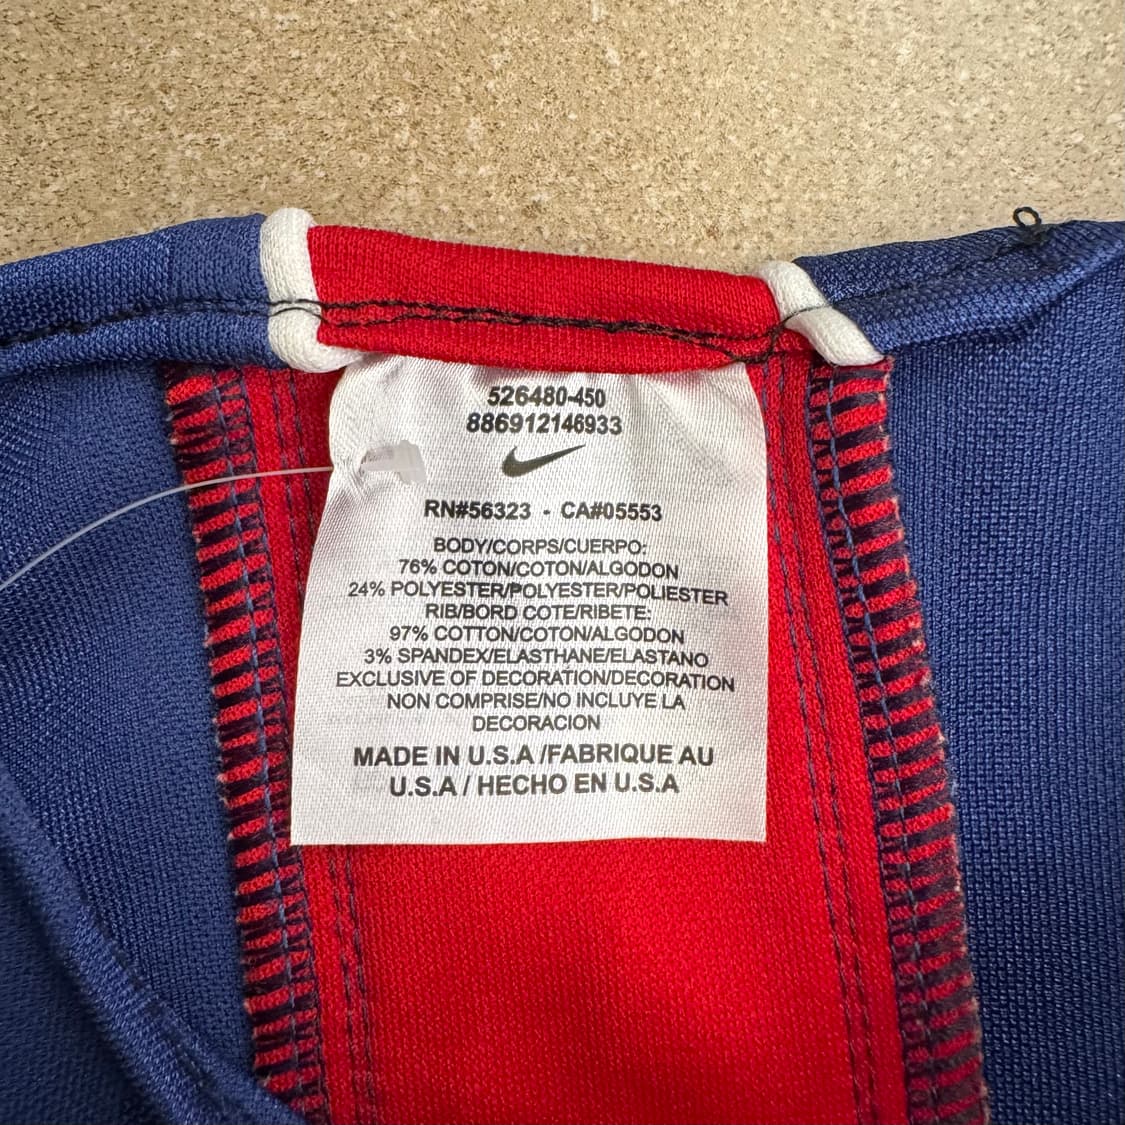 526480-450
886912146933
RN#56323 - CA#05553
BODY/CORPS/CUERPO:
76% COTON/COTON/ALGODON
24% POLYESTER/POLYESTER/POLIESTER
RIB/BORD COTE/RIBETE:
97% COTTON/COTON/ALGODON
3% SPANDEX/ELASTHANE/ELASTANO
EXCLUSIVE OF DECORATION/DECORATION
NON COMPRISE/NO INCLUYE LA
DECORACION
MADE IN U.S.A /FABRIQUE AU
U.S.A / HECHO EN U.S.A